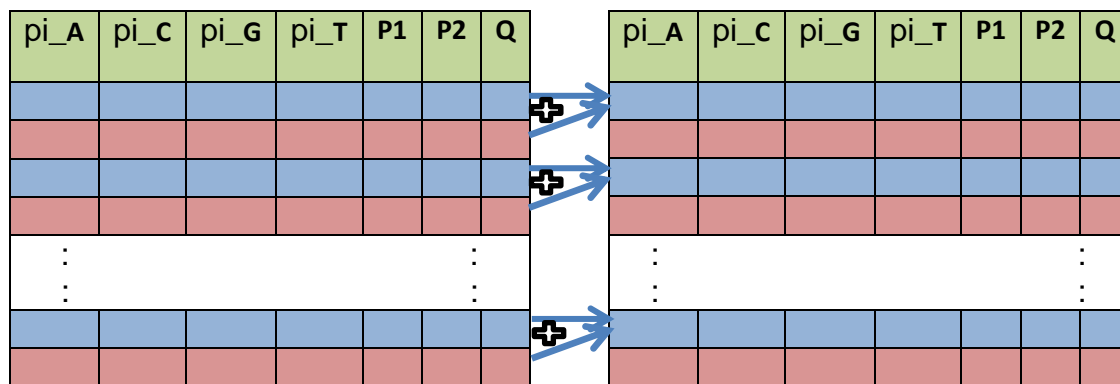 pi_A pi_C pi_G pi_T P1 P2 Q pi_A pi_C pi_G pi_T P1 P2 Q
: : : :
: : : :